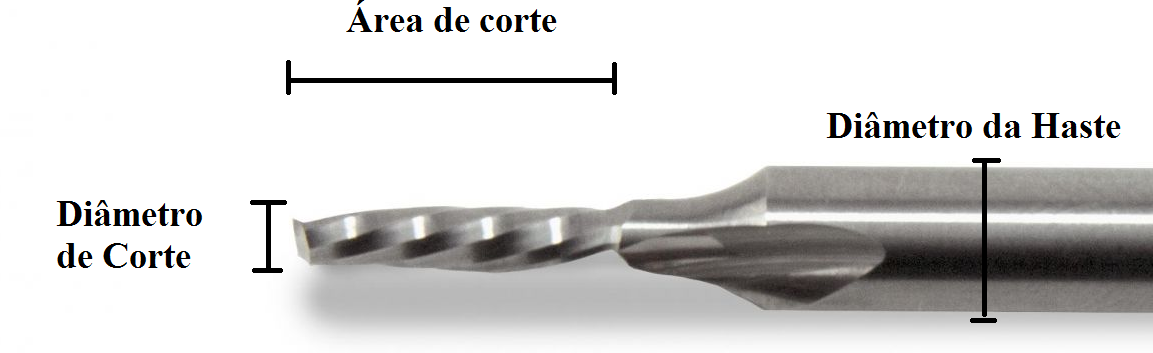 Área de corte
Diâmetro da Haste
Diâmetro
de Corte